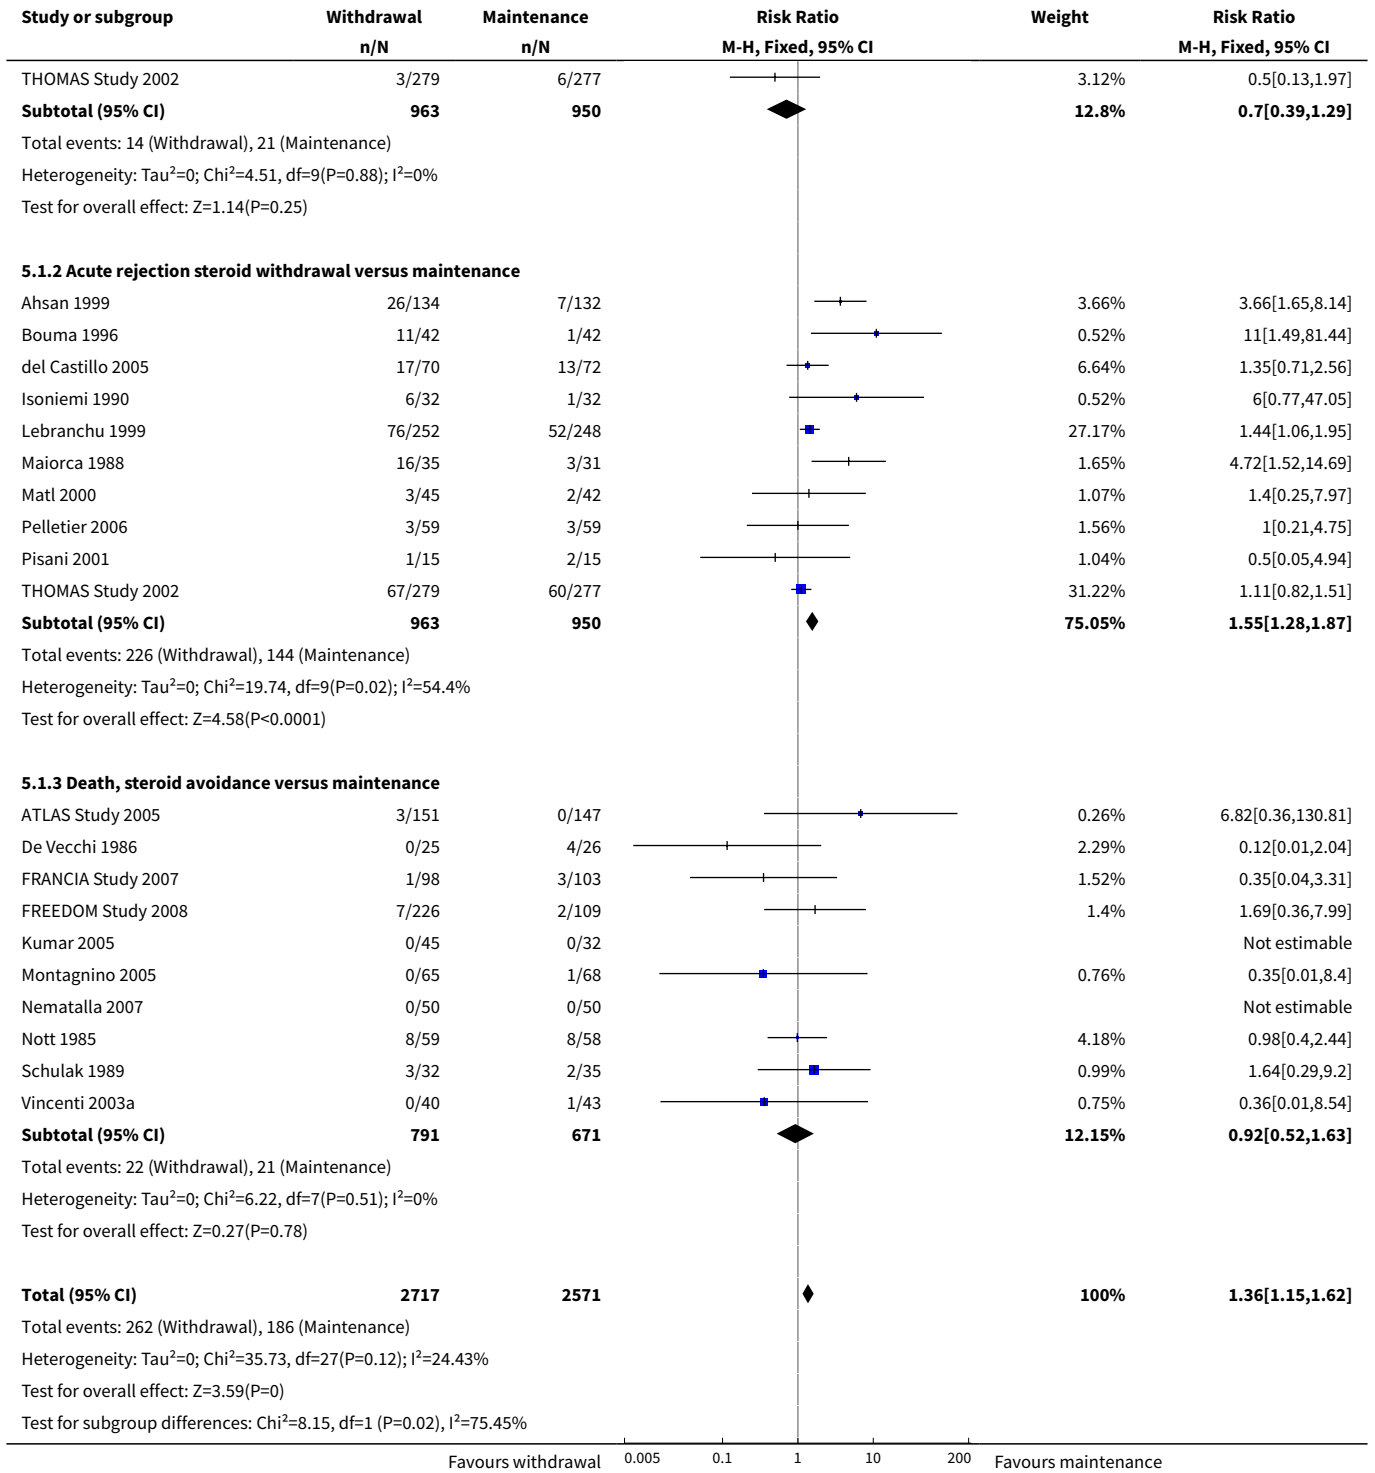 Study or subgroup Withdrawal Maintenance Risk Ratio Weight Risk Ratio
n/N n/N M-H, Fixed, 95% CI M-H, Fixed, 95% CI
THOMAS Study 2002 3/279 6/277 3.12% 0.5[0.13,1.97]
Subtotal (95% CI) 963 950 12.8% 0.7[0.39,1.29]
Total events: 14 (Withdrawal), 21 (Maintenance)
Heterogeneity: Tau²=0; Chi²=4.51, df=9(P=0.88); I²=0%
Test for overall effect: Z=1.14(P=0.25)
5.1.2 Acute rejection steroid withdrawal versus maintenance
Ahsan 1999 26/134 7/132 3.66% 3.66[1.65,8.14]
Bouma 1996 11/42 1/42 0.52% 11[1.49,81.44]
del Castillo 2005 17/70 13/72 6.64% 1.35[0.71,2.56]
Isoniemi 1990 6/32 1/32 0.52% 6[0.77,47.05]
Lebranchu 1999 76/252 52/248 27.17% 1.44[1.06,1.95]
Maiorca 1988 16/35 3/31 1.65% 4.72[1.52,14.69]
Matl 2000 3/45 2/42 1.07% 1.4[0.25,7.97]
Pelletier 2006 3/59 3/59 1.56% 1[0.21,4.75]
Pisani 2001 1/15 2/15 1.04% 0.5[0.05,4.94]
THOMAS Study 2002 67/279 60/277 31.22% 1.11[0.82,1.51]
Subtotal (95% CI) 963 950 75.05% 1.55[1.28,1.87]
Total events: 226 (Withdrawal), 144 (Maintenance)
Heterogeneity: Tau²=0; Chi²=19.74, df=9(P=0.02); I²=54.4%
Test for overall effect: Z=4.58(P<0.0001)
5.1.3 Death, steroid avoidance versus maintenance
ATLAS Study 2005 3/151 0/147 0.26% 6.82[0.36,130.81]
De Vecchi 1986 0/25 4/26 2.29% 0.12[0.01,2.04]
FRANCIA Study 2007 1/98 3/103 1.52% 0.35[0.04,3.31]
FREEDOM Study 2008 7/226 2/109 1.4% 1.69[0.36,7.99]
Kumar 2005 0/45 0/32 Not estimable
Montagnino 2005 0/65 1/68 0.76% 0.35[0.01,8.4]
Nematalla 2007 0/50 0/50 Not estimable
Nott 1985 8/59 8/58 4.18% 0.98[0.4,2.44]
Schulak 1989 3/32 2/35 0.99% 1.64[0.29,9.2]
Vincenti 2003a 0/40 1/43 0.75% 0.36[0.01,8.54]
Subtotal (95% CI) 791 671 12.15% 0.92[0.52,1.63]
Total events: 22 (Withdrawal), 21 (Maintenance)
Heterogeneity: Tau²=0; Chi²=6.22, df=7(P=0.51); I²=0%
Test for overall effect: Z=0.27(P=0.78)
Total (95% CI) 2717 2571 100% 1.36[1.15,1.62]
Total events: 262 (Withdrawal), 186 (Maintenance)
Heterogeneity: Tau²=0; Chi²=35.73, df=27(P=0.12); I²=24.43%
Test for overall effect: Z=3.59(P=0)
Test for subgroup differences: Chi²=8.15, df=1 (P=0.02), I²=75.45%
Favours withdrawal 0.005 0.1 1 10 200 Favours maintenance